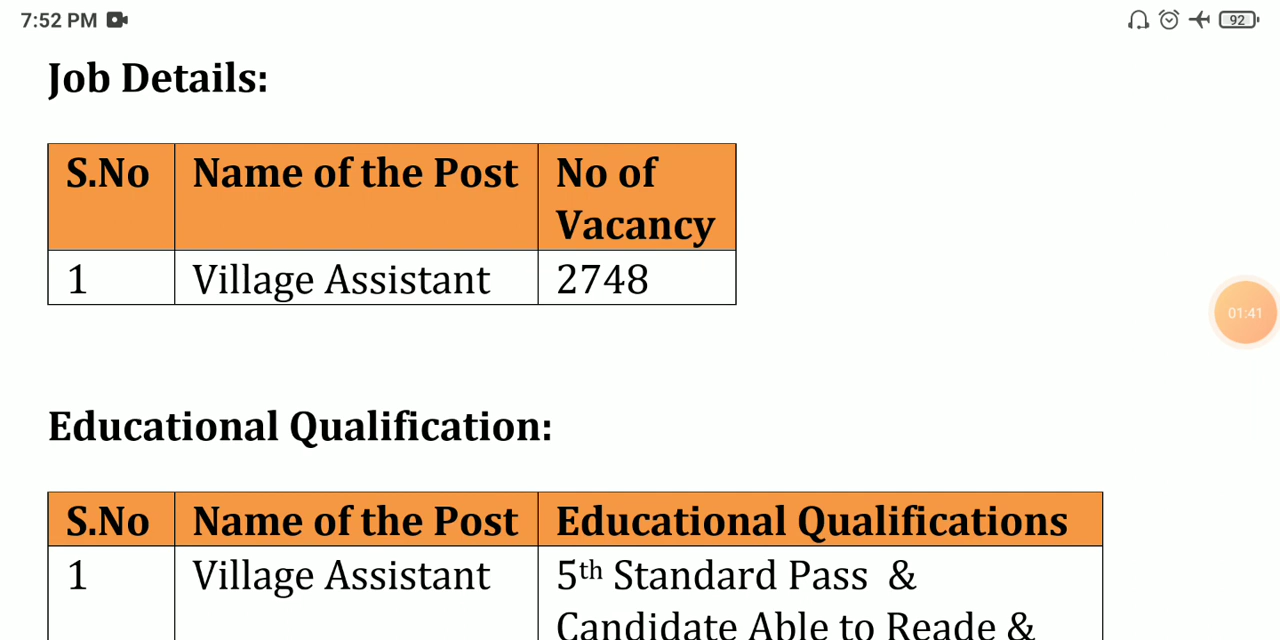 7:52 PM
92
Job Details:
S.No Name of the Post No of
Vacancy
1 Village Assistant 2748
01:41
Educational Qualification:
S.No Name of the Post Educational Qualifications
1 Village Assistant 5th Standard Pass &
Candidate Able to Reade &